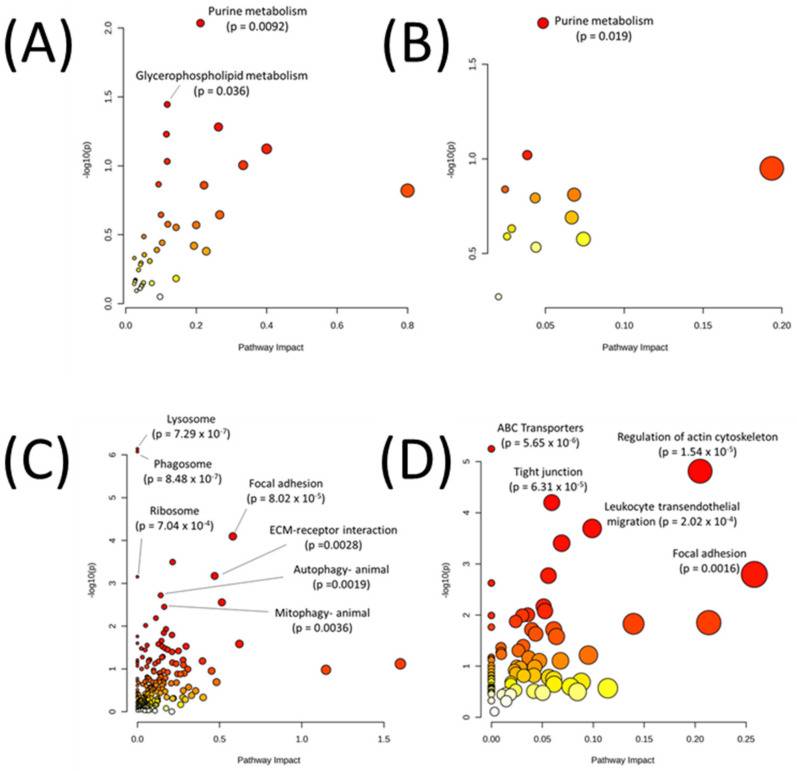 (A)
Purine metabolism
(p = 0.0092)
Glycerophospholipid metabolism
(p = 0.036)
2.0
1.5
1.0
0.5
0.0
-log10(p)
0.0 0.2 0.4 0.6 0.8
Pathway Impact
(B)
Purine metabolism
(p = 0.019)
1.5
1.0
0.5
-log10(p)
0.05 0.10 0.15 0.20
Pathway Impact
(C)
Lysosome
(p = 7.29 x 10-7)
Phagosome
(p = 8.48 x 10-7)
Ribosome
(p = 7.04 x 10-4)
Focal adhesion
(p = 8.02 x 10-5)
ECM-receptor interaction
(p =0.0028)
Autophagy- animal
(p =0.0019)
Mitophagy- animal
(p = 0.0036)
6
5
4
3
2
1
0
-log10(p)
0.0 0.5 1.0 1.5
Pathway Impact
(D)
ABC Transporters
(p = 5.65 x 10-6)
Regulation of actin cytoskeleton
(p = 1.54 x 10-5)
Tight junction
(p = 6.31 x 10-5)
Leukocyte transendothelial
migration (p = 2.02 x 10-4)
Focal adhesion
(p = 0.0016)
5
4
3
2
1
0
-log10(p)
0.00 0.05 0.10 0.15 0.20 0.25
Pathway Impact